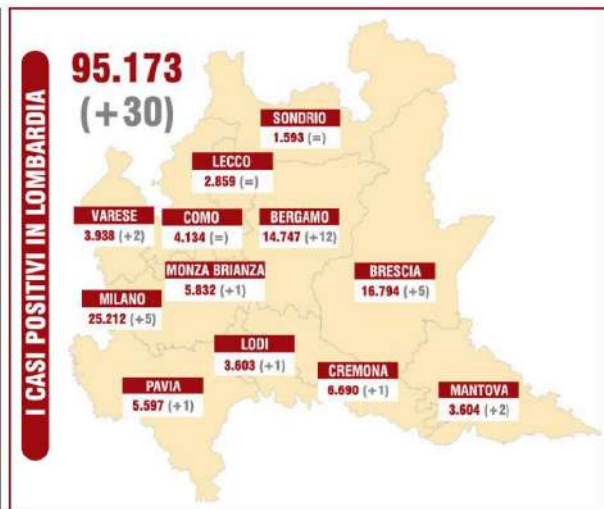 I CASI POSITIVI IN LOMBARDIA
95.173
(+30)
SONDRIO
1.593 (=)
LECCO
2.859 (=)
VARESE
3.938 (+2)
COMO
4.134 (=)
BERGAMO
14.747 (+12)
MONZA BRIANZA
5.832 (+1)
BRESCIA
16.794 (+5)
MILANO
25.212 (+5)
LODI
3.603 (+1)
CREMONA
6.690 (+1)
PAVIA
5.597 (+1)
MANTOVA
3.604 (+2)